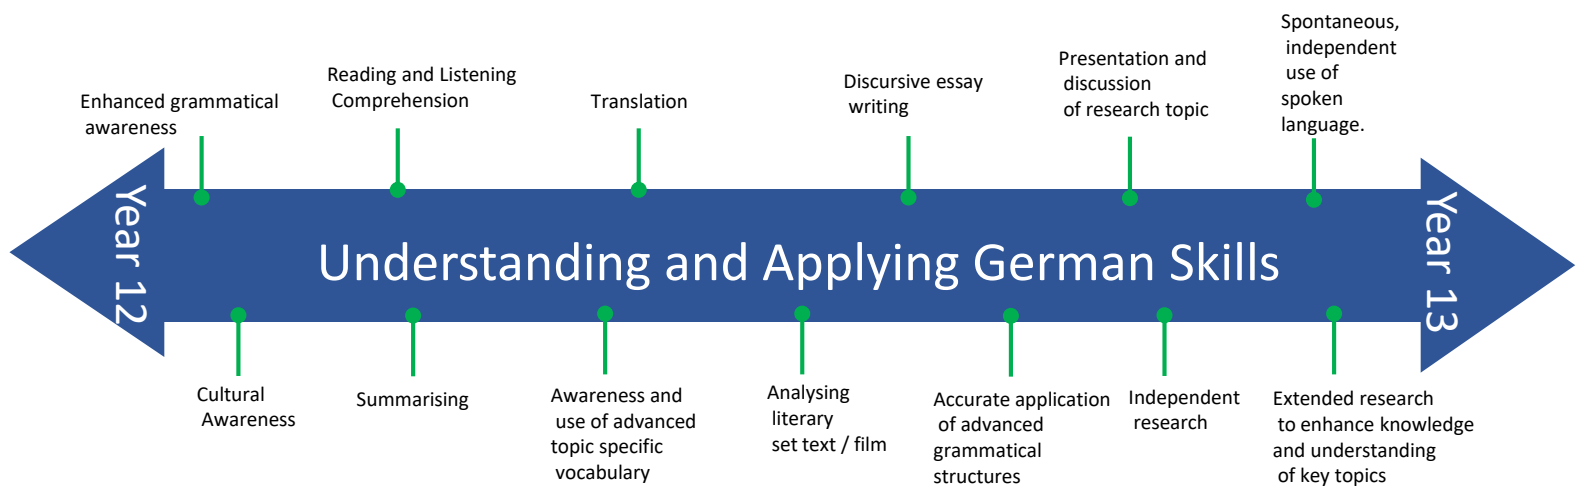 Enhanced grammatical
awareness
Reading and Listening
Comprehension
Translation
Discursive essay
writing
Presentation and
discussion
of research topic
Spontaneous,
independent
use of
spoken
language.
Year 12
Understanding and Applying German Skills
Year 13
Cultural
Awareness
Summarising
Awareness and
use of advanced
topic specific
vocabulary
Analysing
literary
set text / film
Accurate application
of advanced
grammatical
structures
Independent
research
Extended research
to enhance knowledge
and understanding
of key topics